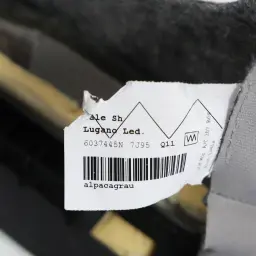 ale Sh
Lugano Led.
6037445N 7J95 Q11
alpacagrau